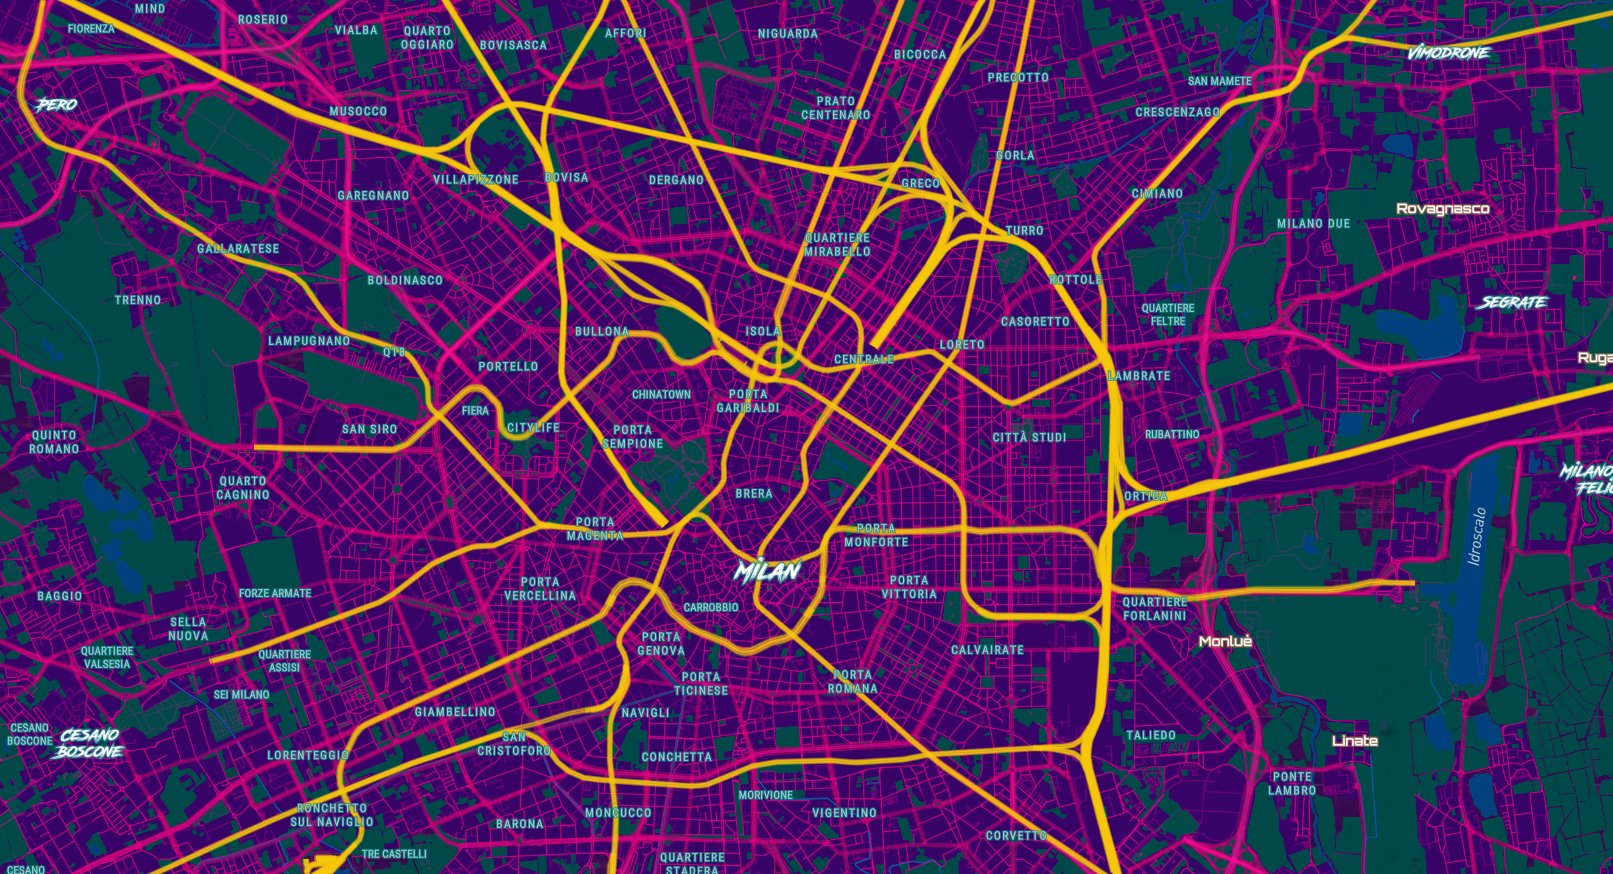 MIND
FIORENZA
ROSERIO
VIALBA
QUARTO
OGGIARO
BOVISASCA
AFFORI
NIGUARDA
BICOCCA
PRECOTTO
SAN MAMETE
VIMODRONE
PERO
MUSOCCO
PRATO
CENTENARO
CRESCENZAGO
GORLA
VILLAPIZZONE
BOVISA
DERGANO
GRECO
GAREGNANO
CIMIANO
Rovagnasco
MILANO DUE
GALLARATESE
QUARTIERE
MIRABELLO
TURRO
BOLDINASCO
ROTTOLE
TRENNO
QUARTIERE
FELTRE
SEGRATE
CASORETTO
BULLONA
ISOLA
LAMPUGNANO
QT8
CENTRALE
LORETO
PORTELLO
LAMBRATE
CHINATOWN
PORTA
GARIBALDI
FIERA
SAN SIRO
CITYLIFE
PORTA
SEMPIONE
CITTÀ STUDI
RUBATTINO
QUINTO
ROMANO
QUARTO
CAGNINO
BRERA
ORTICA
Idroscalo
PORTA
MAGENTA
PORTA
MONFORTE
MILAN
PORTA
VERCELLINA
PORTA
VITTORIA
BAGGIO
FORZE ARMATE
CARROBBIO
QUARTIERE
FORLANINI
SELLA
NUOVA
PORTA
GENOVA
Monluè
QUARTIERE
VALSESIA
QUARTIERE
ASSISI
CALVAIRATE
SEI MILANO
PORTA
TICINESE
PORTA
ROMANA
GIAMBELLINO
NAVIGLI
CESANO
BOSCONE
CESANO
BOSCONE
SAN
CRISTOFORO
TALIEDO
Linate
LORENTEGGIO
CONCHETTA
PONTE
LAMBRO
MORIVIONE
RONCHETTO
SUL NAVIGLIO
BARONA
MONCUCCO
VIGENTINO
CORVETTO
TRE CASTELLI
QUARTIERE
STADERA
CESANO